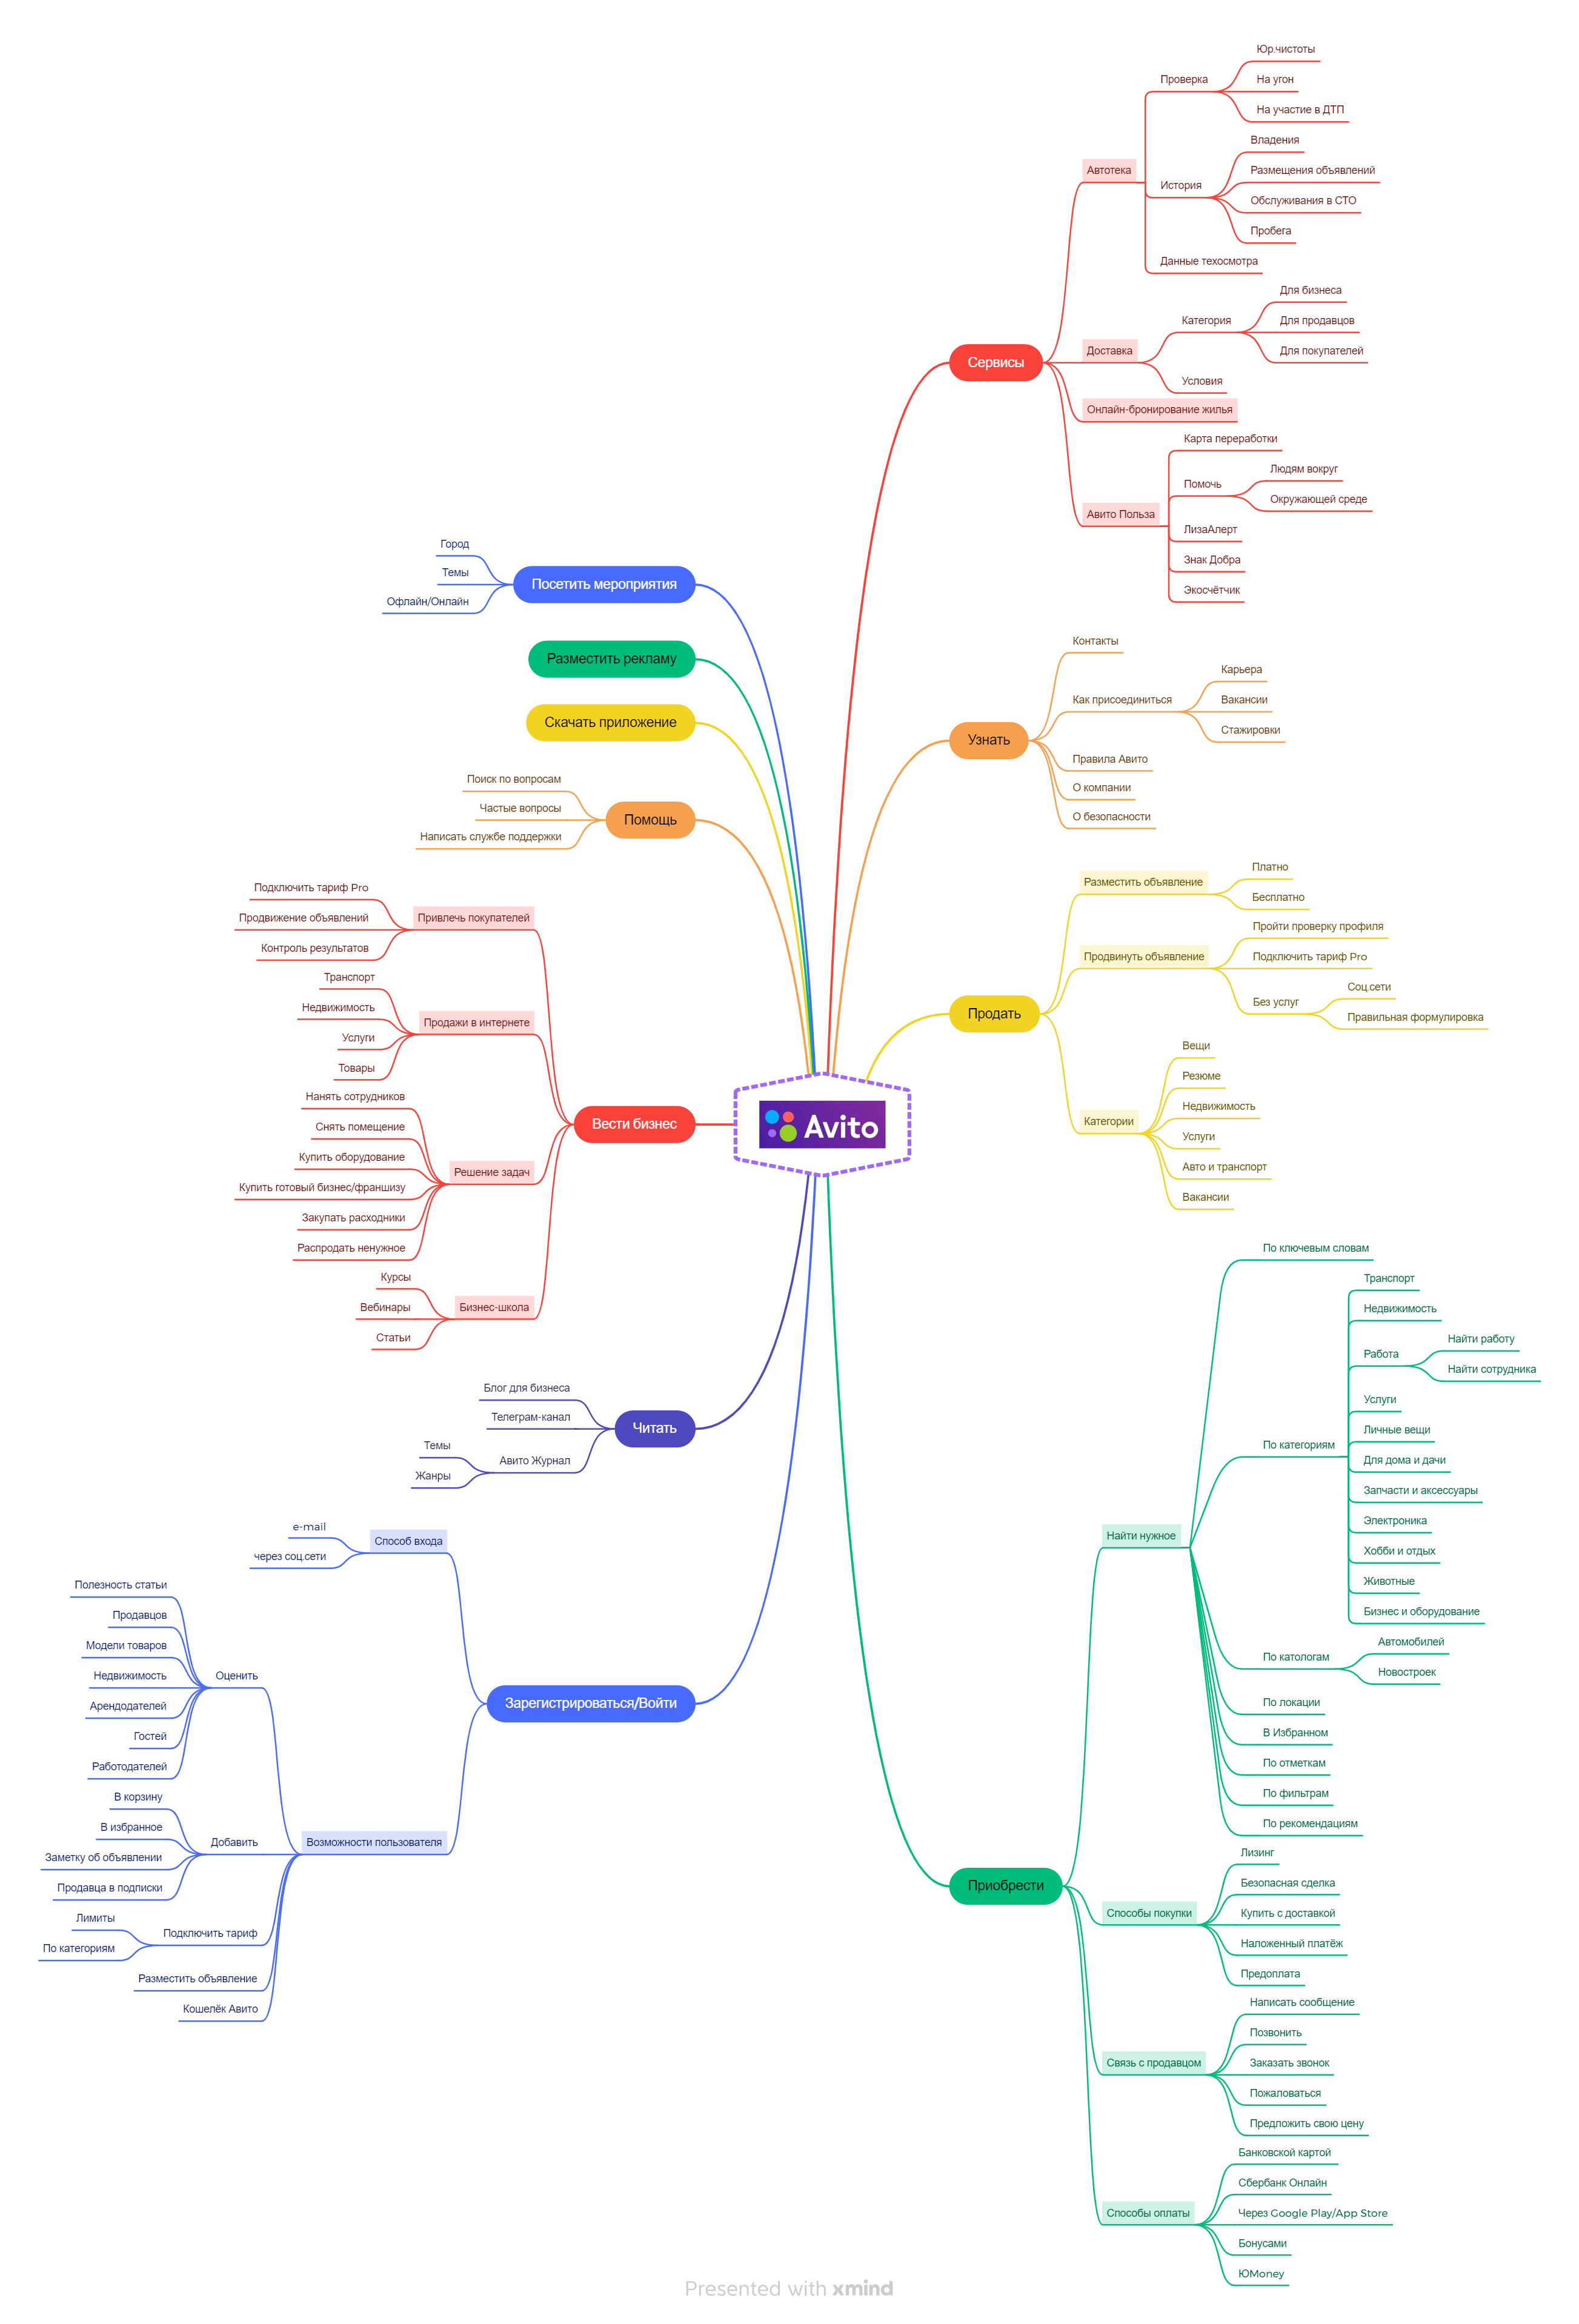 Avito
Сервисы
Автотека
Проверка
Юр.чистоты
На угон
На участие в ДТП
История
Владения
Размещения объявлений
Обслуживания в СТО
Пробега
Данные техосмотра
Доставка
Категория
Для бизнеса
Для продавцов
Для покупателей
Условия
Онлайн-бронирование жилья
Авито Польза
Карта переработки
Помочь
Людям вокруг
Окружающей среде
ЛизаАлерт
Знак Добра
Экосчётчик
Узнать
Контакты
Как присоединиться
Карьера
Вакансии
Стажировки
Правила Авито
О компании
О безопасности
Продать
Разместить объявление
Платно
Бесплатно
Продвинуть объявление
Пройти проверку профиля
Подключить тариф Pro
Без услуг
Соц.сети
Правильная формулировка
Категории
Вещи
Резюме
Недвижимость
Услуги
Авто и транспорт
Вакансии
Приобрести
Найти нужное
По ключевым словам
По категориям
Транспорт
Недвижимость
Работа
Найти работу
Найти сотрудника
Услуги
Личные вещи
Для дома и дачи
Запчасти и аксессуары
Электроника
Хобби и отдых
Животные
Бизнес и оборудование
По катологам
Автомобилей
Новостроек
По локации
В Избранном
По отметкам
По фильтрам
По рекомендациям
Способы покупки
Лизинг
Безопасная сделка
Купить с доставкой
Наложенный платёж
Предоплата
Связь с продавцом
Написать сообщение
Позвонить
Заказать звонок
Пожаловаться
Предложить свою цену
Способы оплаты
Банковской картой
Сбербанк Онлайн
Через Google Play/App Store
Бонусами
ЮMoney
Посетить мероприятия
Город
Темы
Офлайн/Онлайн
Разместить рекламу
Скачать приложение
Помощь
Поиск по вопросам
Частые вопросы
Написать службе поддержки
Вести бизнес
Привлечь покупателей
Подключить тариф Pro
Продвижение объявлений
Контроль результатов
Продажи в интернете
Транспорт
Недвижимость
Услуги
Товары
Решение задач
Нанять сотрудников
Снять помещение
Купить оборудование
Купить готовый бизнес/франшизу
Закупать расходники
Распродать ненужное
Бизнес-школа
Курсы
Вебинары
Статьи
Читать
Блог для бизнеса
Телеграм-канал
Авито Журнал
Темы
Жанры
Зарегистрироваться/Войти
Способ входа
e-mail
через соц.сети
Возможности пользователя
Оценить
Полезность статьи
Продавцов
Модели товаров
Недвижимость
Арендодателей
Гостей
Работодателей
Добавить
В корзину
В избранное
Заметку об объявлении
Продавца в подписки
Подключить тариф
Лимиты
По категориям
Разместить объявление
Кошелёк Авито
Presented with xmind